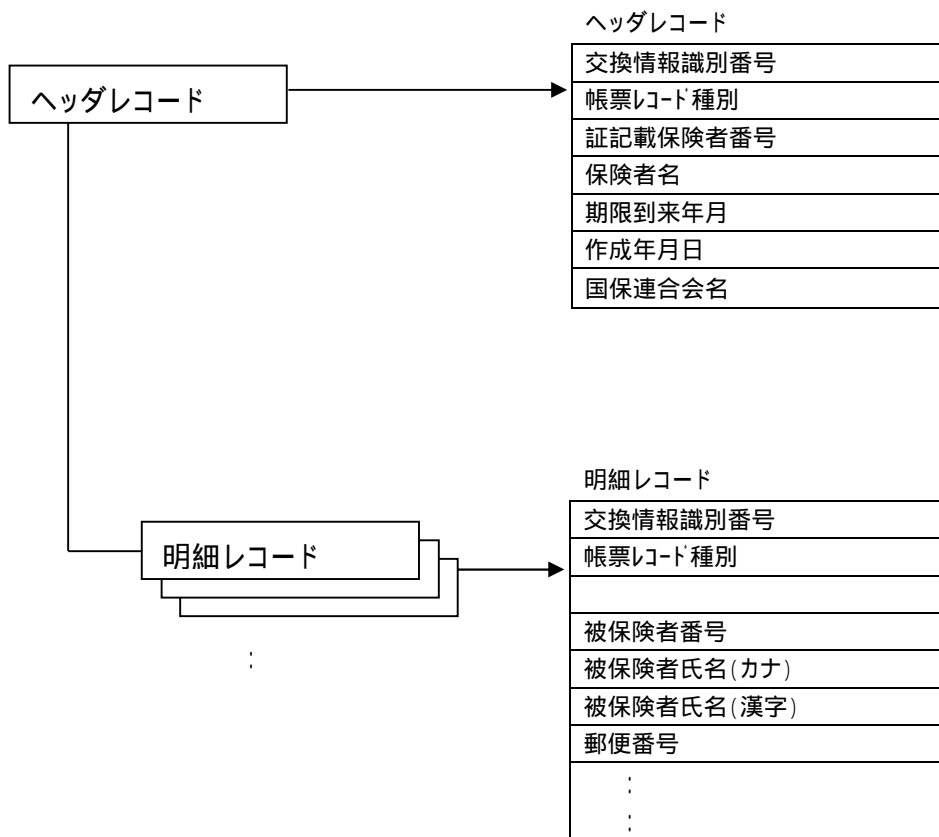 ヘッダレコード
ヘッダレコード
交換情報識別番号
帳票ﾚｺｰﾄﾞ種別
証記載保険者番号
保険者名
期限到来年月
作成年月日
国保連合会名
明細レコード
明細レコード
交換情報識別番号
帳票ﾚｺｰﾄﾞ種別
被保険者番号
被保険者氏名(カナ)
被保険者氏名(漢字)
郵便番号
:
:
: